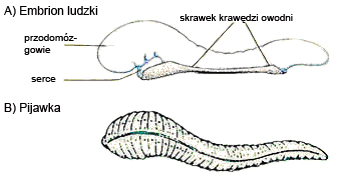 A) Embrion ludzki
skrawek krawędzi owodni
przodomóz-
gowie
serce
B) Pijawka